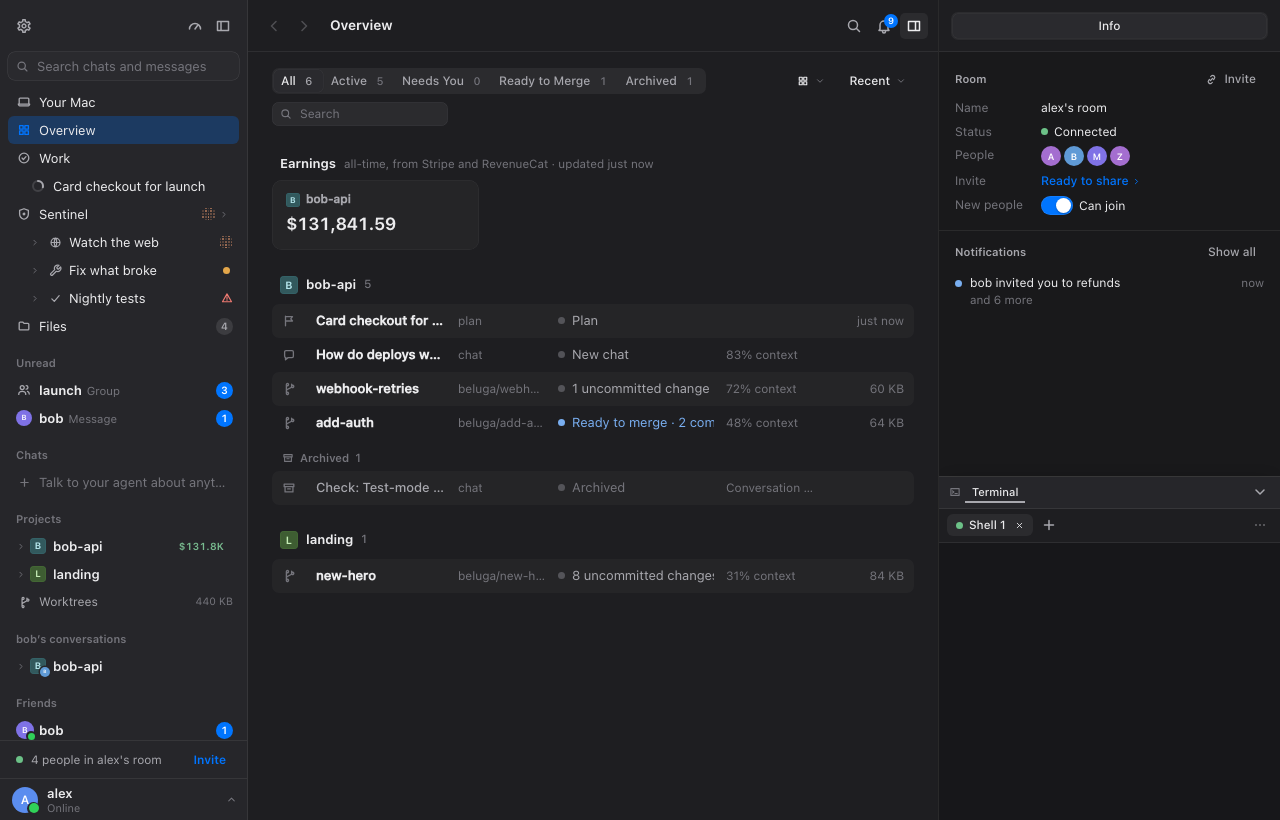 Search chats and messages
Your Mac
Overview
Work
Card checkout for launch
Sentinel
Watch the web
Fix what broke
Nightly tests
Files 4
Unread
launch Group 3
B bob Message 1
Chats
Talk to your agent about anyt...
Projects
B bob-api $131.8K
L landing
Worktrees 440 KB
bob's conversations
B bob-api
Friends
B bob 1
4 people in alex's room Invite
A alex
Online
Overview
9
All 6 Active 5 Needs You 0 Ready to Merge 1 Archived 1
Recent
Search
Earnings all-time, from Stripe and RevenueCat · updated just now
B bob-api
$131,841.59
B bob-api 5
Card checkout for ... plan Plan just now
How do deploys w... chat New chat 83% context
webhook-retries beluga/webh... 1 uncommitted change 72% context 60 KB
add-auth beluga/add-a... Ready to merge · 2 com 48% context 64 KB
Archived 1
Check: Test-mode ... chat Archived Conversation ...
L landing 1
new-hero beluga/new-h... 8 uncommitted changes 31% context 84 KB
Info
Room Invite
Name alex's room
Status Connected
People A B M Z
Invite Ready to share
New people Can join
Notifications Show all
bob invited you to refunds now
and 6 more
Terminal
Shell 1